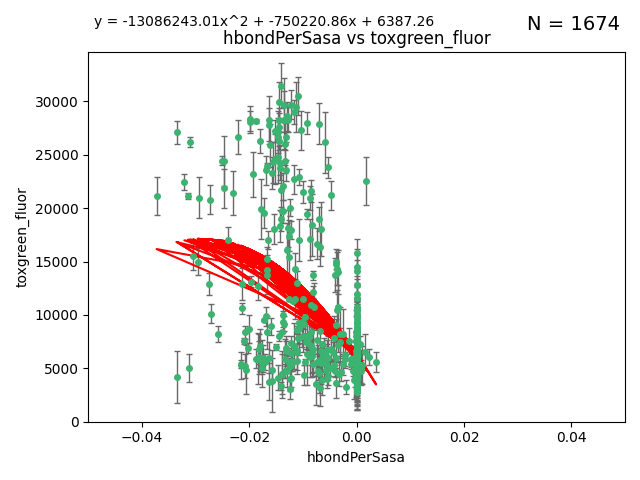 y = -13086243.01x^2 + -750220.86x + 6387.26
N = 1674
hbondPerSasa vs toxgreen_fluor
toxgreen_fluor
30000
25000
20000
15000
10000
5000
0
−0.04
−0.02
0.00
0.02
0.04
hbondPerSasa